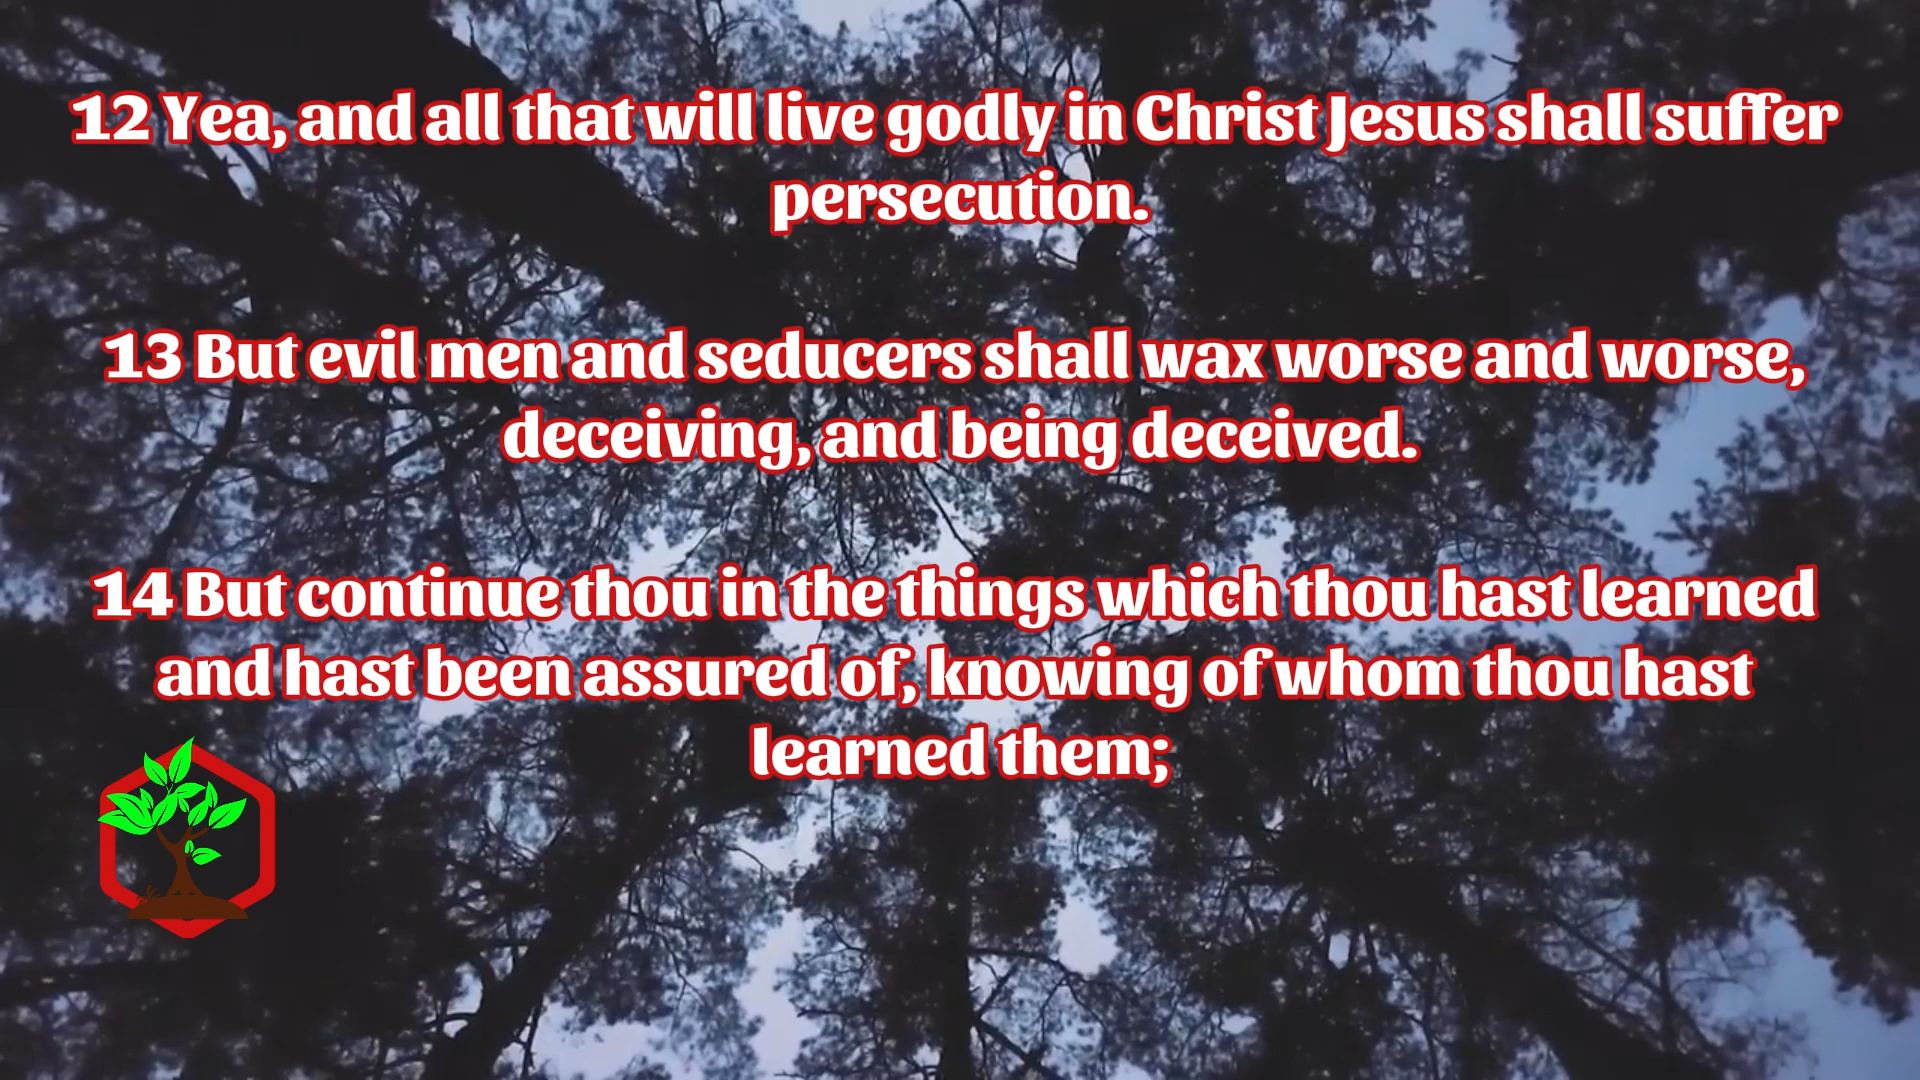 12 Yea, and all that will live godly in Christ Jesus shall suffer
persecution.
13 But evil men and seducers shall wax worse and worse,
deceiving, and being deceived.
14 But continue thou in the things which thou hast learned
and hast been assured of, knowing of whom thou hast
learned them;